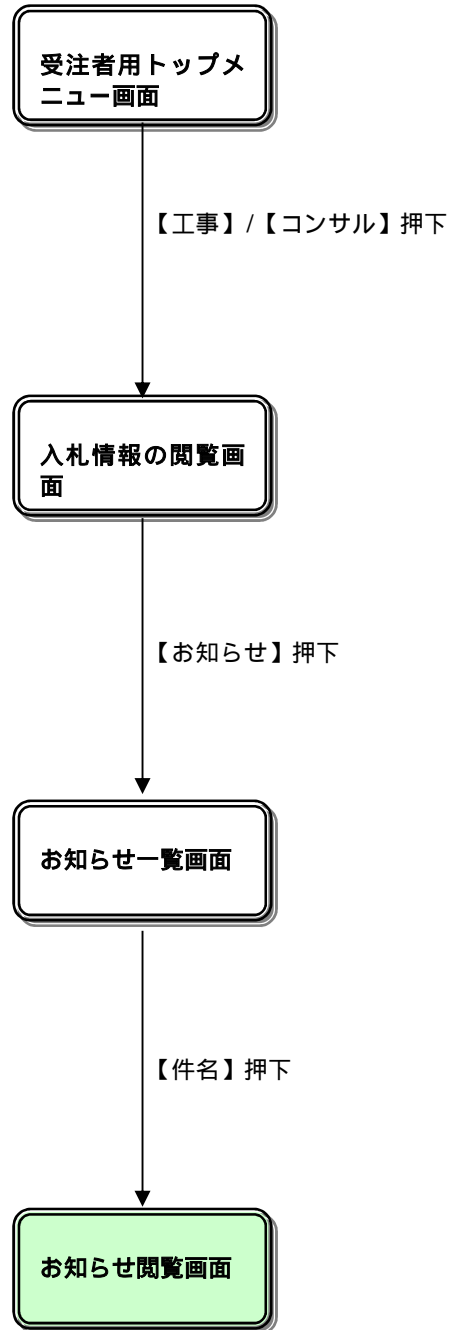 受注者用トップメ
ニュー画面
【工事】/【コンサル】押下
入札情報の閲覧画
面
【お知らせ】押下
お知らせ一覧画面
【件名】押下
お知らせ閲覧画面